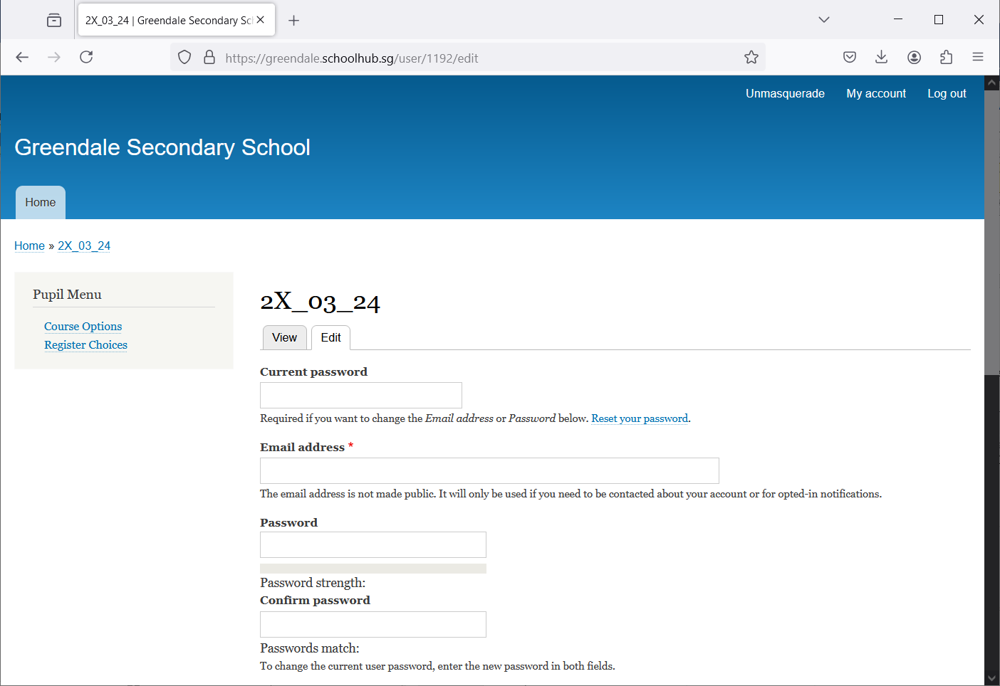 2X_03_24 | Greendale Secondary Sc
https://greendale.schoolhub.sg/user/1192/edit
Unmasquerade My account Log out
Greendale Secondary School
Home
Home » 2X_03_24
Pupil Menu
Course Options
Register Choices
2X_03_24
View Edit
Current password
Required if you want to change the Email address or Password below. Reset your password.
Email address *
The email address is not made public. It will only be used if you need to be contacted about your account or for opted-in notifications.
Password
Password strength:
Confirm password
Passwords match:
To change the current user password, enter the new password in both fields.